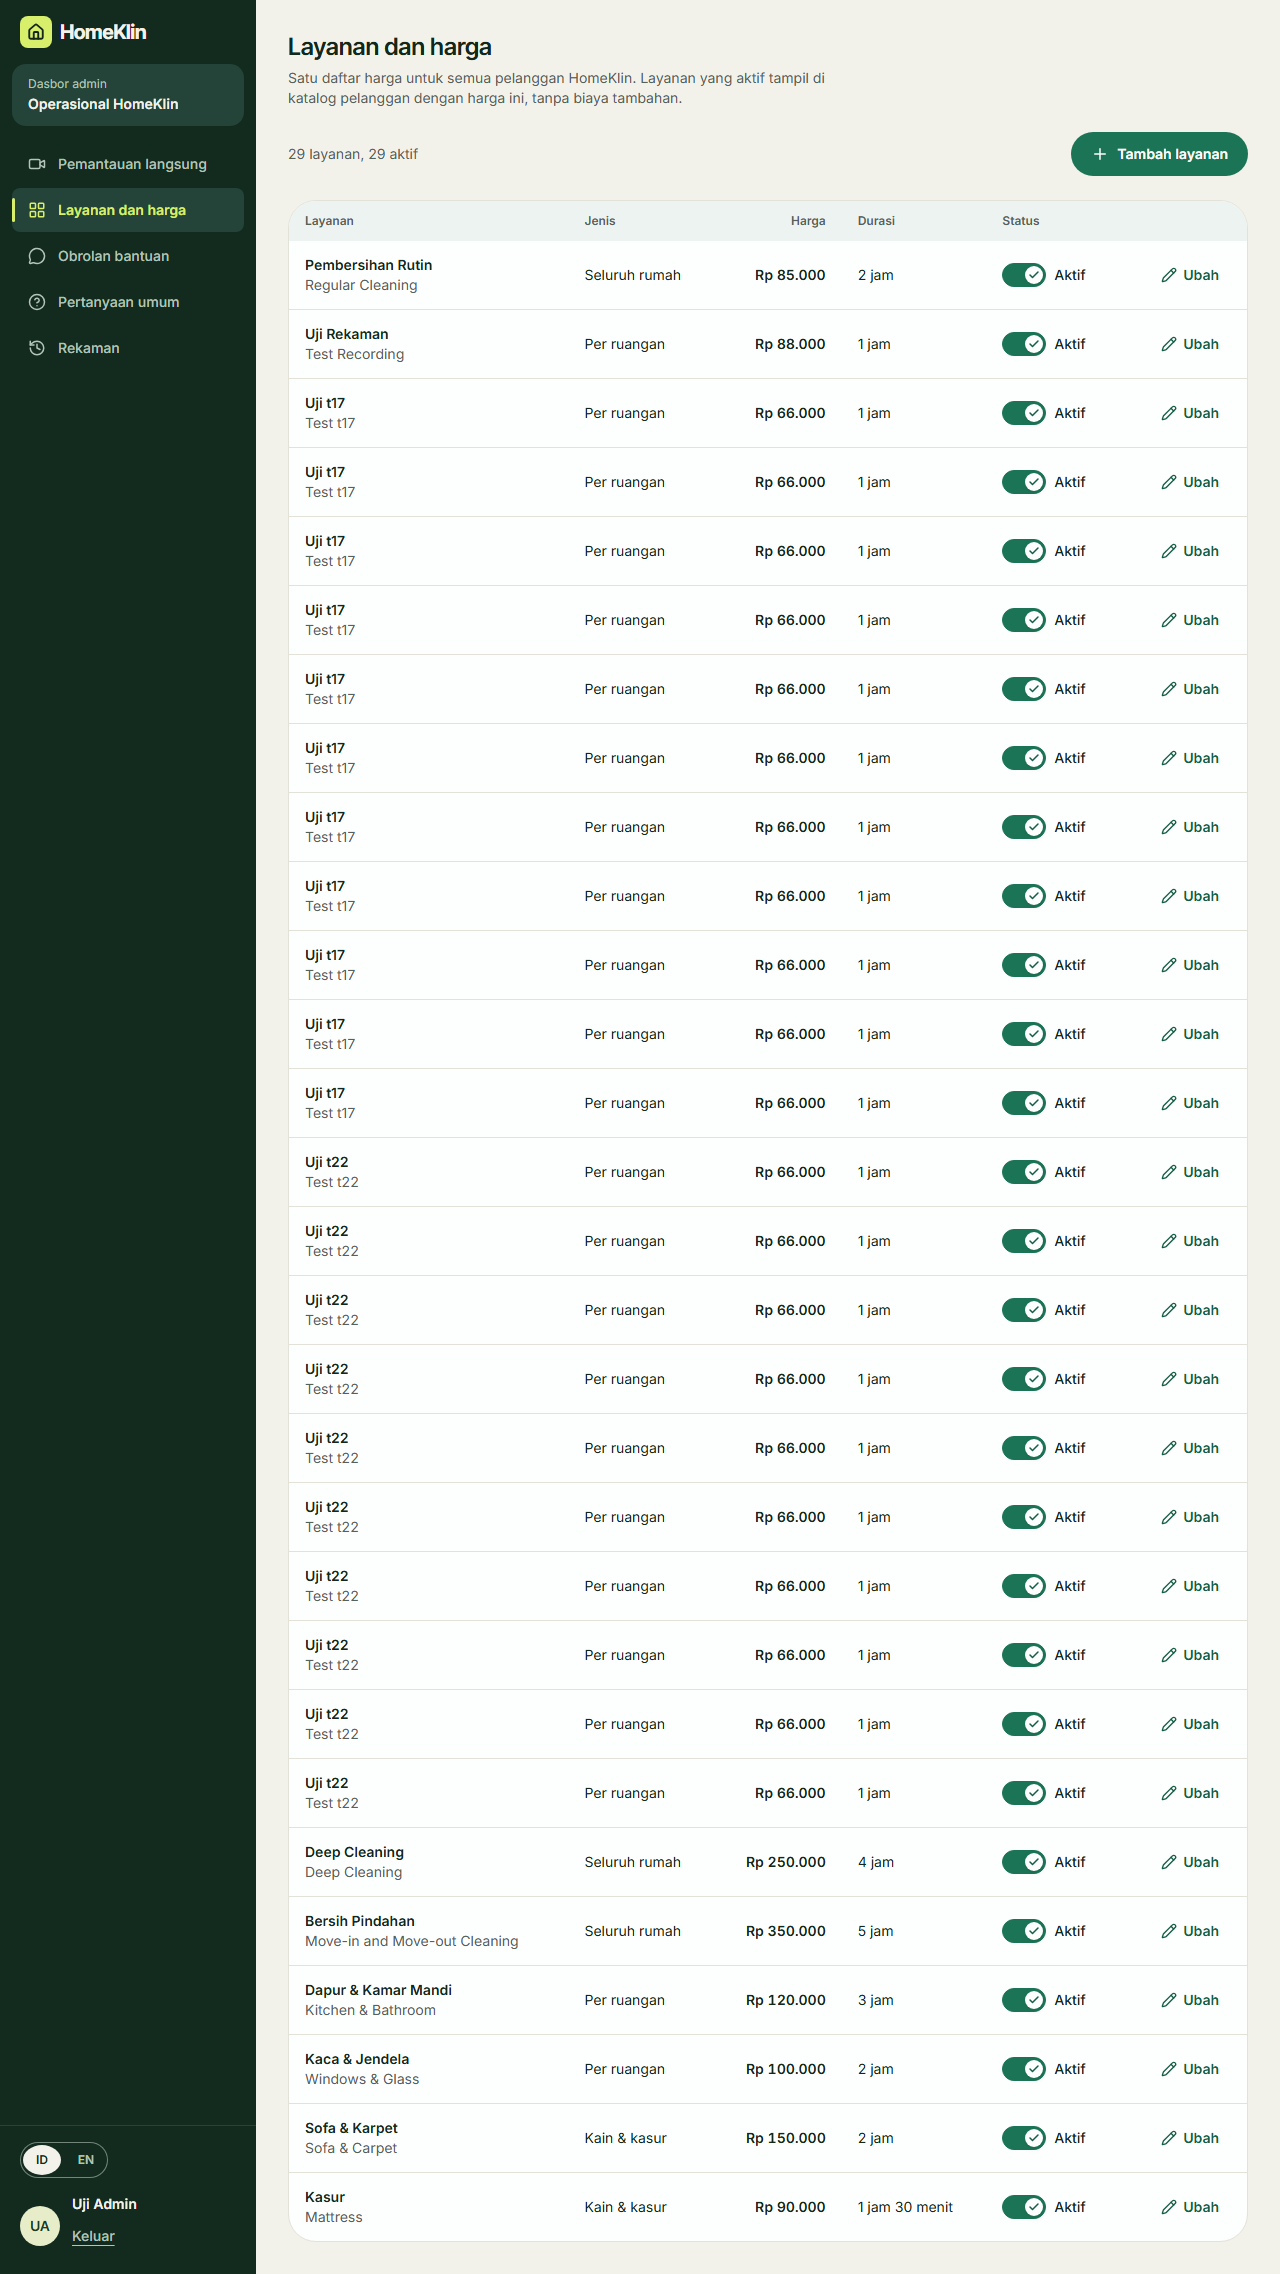 HomeKlin
Dasbor admin
Operasional HomeKlin
Pemantauan langsung
Layanan dan harga
Obrolan bantuan
Pertanyaan umum
Rekaman
ID EN
UA
Uji Admin
Keluar
Layanan dan harga
Satu daftar harga untuk semua pelanggan HomeKlin. Layanan yang aktif tampil di
katalog pelanggan dengan harga ini, tanpa biaya tambahan.
29 layanan, 29 aktif
Tambah layanan
Layanan Jenis Harga Durasi Status
Pembersihan Rutin
Regular Cleaning
Seluruh rumah Rp 85.000 2 jam Aktif Ubah
Uji Rekaman
Test Recording
Per ruangan Rp 88.000 1 jam Aktif Ubah
Uji t17
Test t17
Per ruangan Rp 66.000 1 jam Aktif Ubah
Uji t17
Test t17
Per ruangan Rp 66.000 1 jam Aktif Ubah
Uji t17
Test t17
Per ruangan Rp 66.000 1 jam Aktif Ubah
Uji t17
Test t17
Per ruangan Rp 66.000 1 jam Aktif Ubah
Uji t17
Test t17
Per ruangan Rp 66.000 1 jam Aktif Ubah
Uji t17
Test t17
Per ruangan Rp 66.000 1 jam Aktif Ubah
Uji t17
Test t17
Per ruangan Rp 66.000 1 jam Aktif Ubah
Uji t17
Test t17
Per ruangan Rp 66.000 1 jam Aktif Ubah
Uji t17
Test t17
Per ruangan Rp 66.000 1 jam Aktif Ubah
Uji t17
Test t17
Per ruangan Rp 66.000 1 jam Aktif Ubah
Uji t17
Test t17
Per ruangan Rp 66.000 1 jam Aktif Ubah
Uji t22
Test t22
Per ruangan Rp 66.000 1 jam Aktif Ubah
Uji t22
Test t22
Per ruangan Rp 66.000 1 jam Aktif Ubah
Uji t22
Test t22
Per ruangan Rp 66.000 1 jam Aktif Ubah
Uji t22
Test t22
Per ruangan Rp 66.000 1 jam Aktif Ubah
Uji t22
Test t22
Per ruangan Rp 66.000 1 jam Aktif Ubah
Uji t22
Test t22
Per ruangan Rp 66.000 1 jam Aktif Ubah
Uji t22
Test t22
Per ruangan Rp 66.000 1 jam Aktif Ubah
Uji t22
Test t22
Per ruangan Rp 66.000 1 jam Aktif Ubah
Uji t22
Test t22
Per ruangan Rp 66.000 1 jam Aktif Ubah
Uji t22
Test t22
Per ruangan Rp 66.000 1 jam Aktif Ubah
Deep Cleaning
Deep Cleaning
Seluruh rumah Rp 250.000 4 jam Aktif Ubah
Bersih Pindahan
Move-in and Move-out Cleaning
Seluruh rumah Rp 350.000 5 jam Aktif Ubah
Dapur & Kamar Mandi
Kitchen & Bathroom
Per ruangan Rp 120.000 3 jam Aktif Ubah
Kaca & Jendela
Windows & Glass
Per ruangan Rp 100.000 2 jam Aktif Ubah
Sofa & Karpet
Sofa & Carpet
Kain & kasur Rp 150.000 2 jam Aktif Ubah
Kasur
Mattress
Kain & kasur Rp 90.000 1 jam 30 menit Aktif Ubah